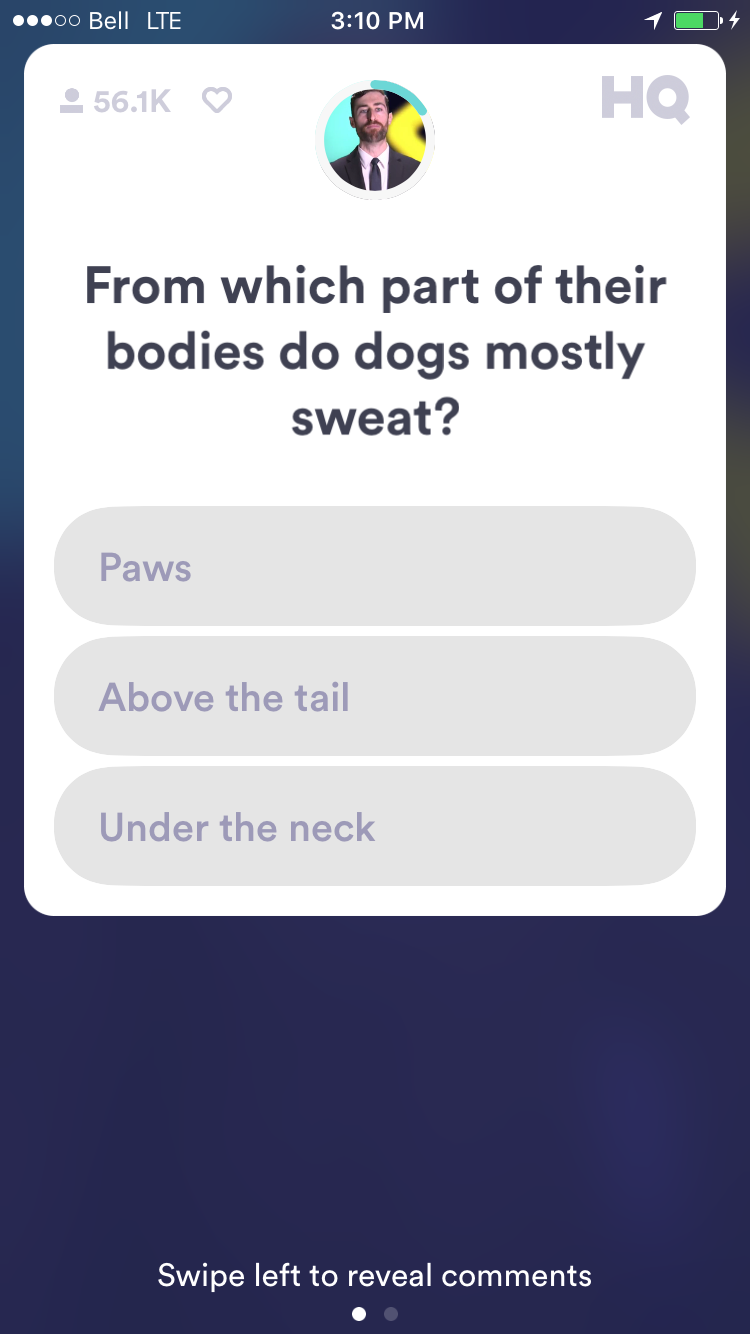 Bell LTE 3:10 PM
56.1K HQ
From which part of their
bodies do dogs mostly
sweat?
Paws
Above the tail
Under the neck
Swipe left to reveal comments